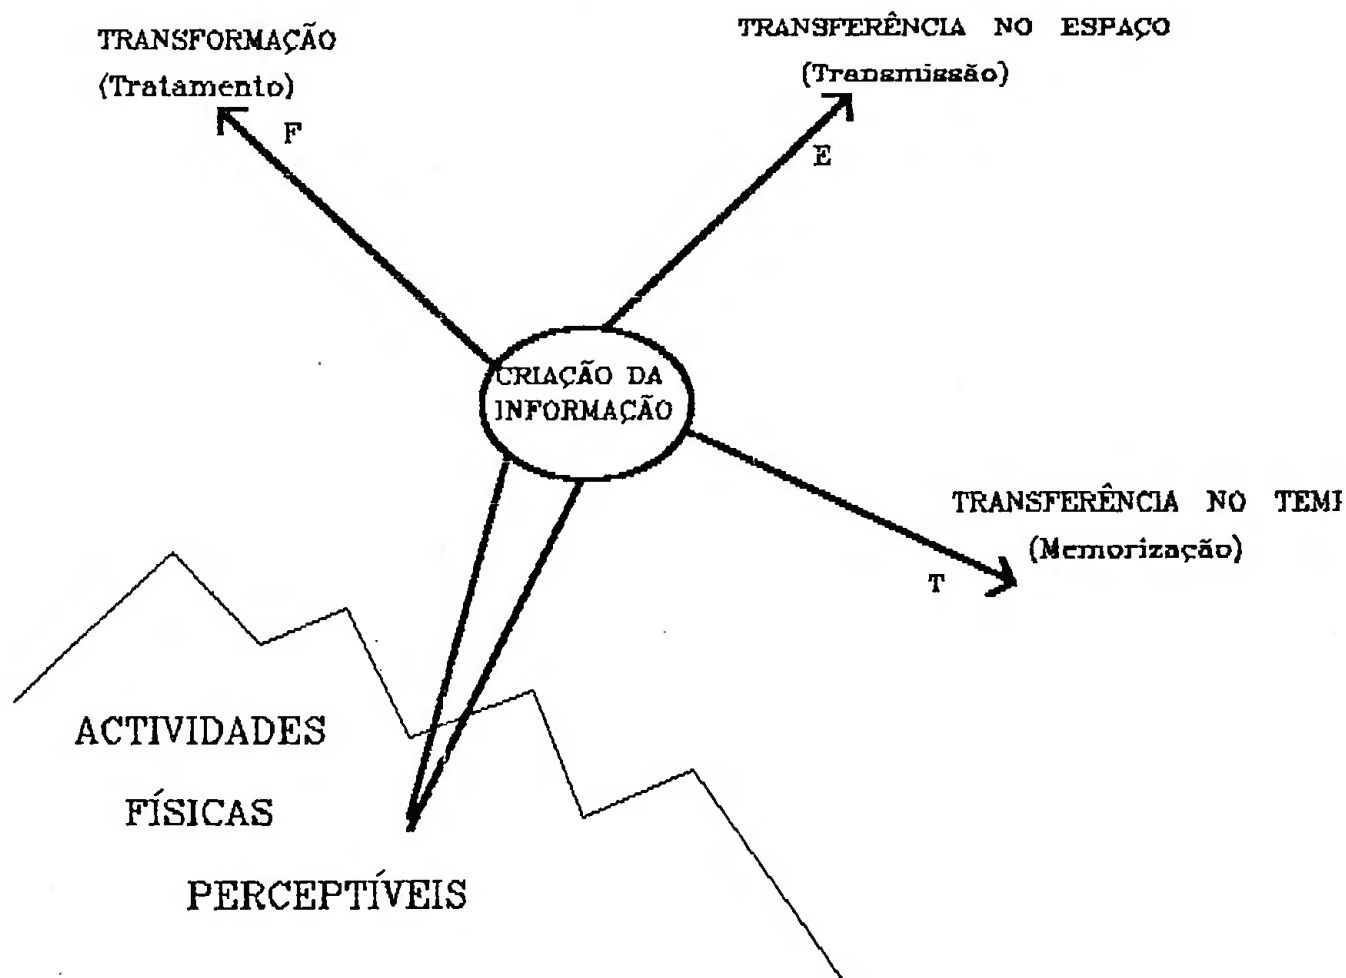 TRANSFORMAÇÃO
(Tratamento)
F
TRANSFERÊNCIA NO ESPAÇO
(Transmissão)
E
CRIAÇÃO DA
INFORMAÇÃO
TRANSFERÊNCIA NO
(Memorização)
T
ACTIVIDADES
FÍSICAS
PERCEPTÍVEIS